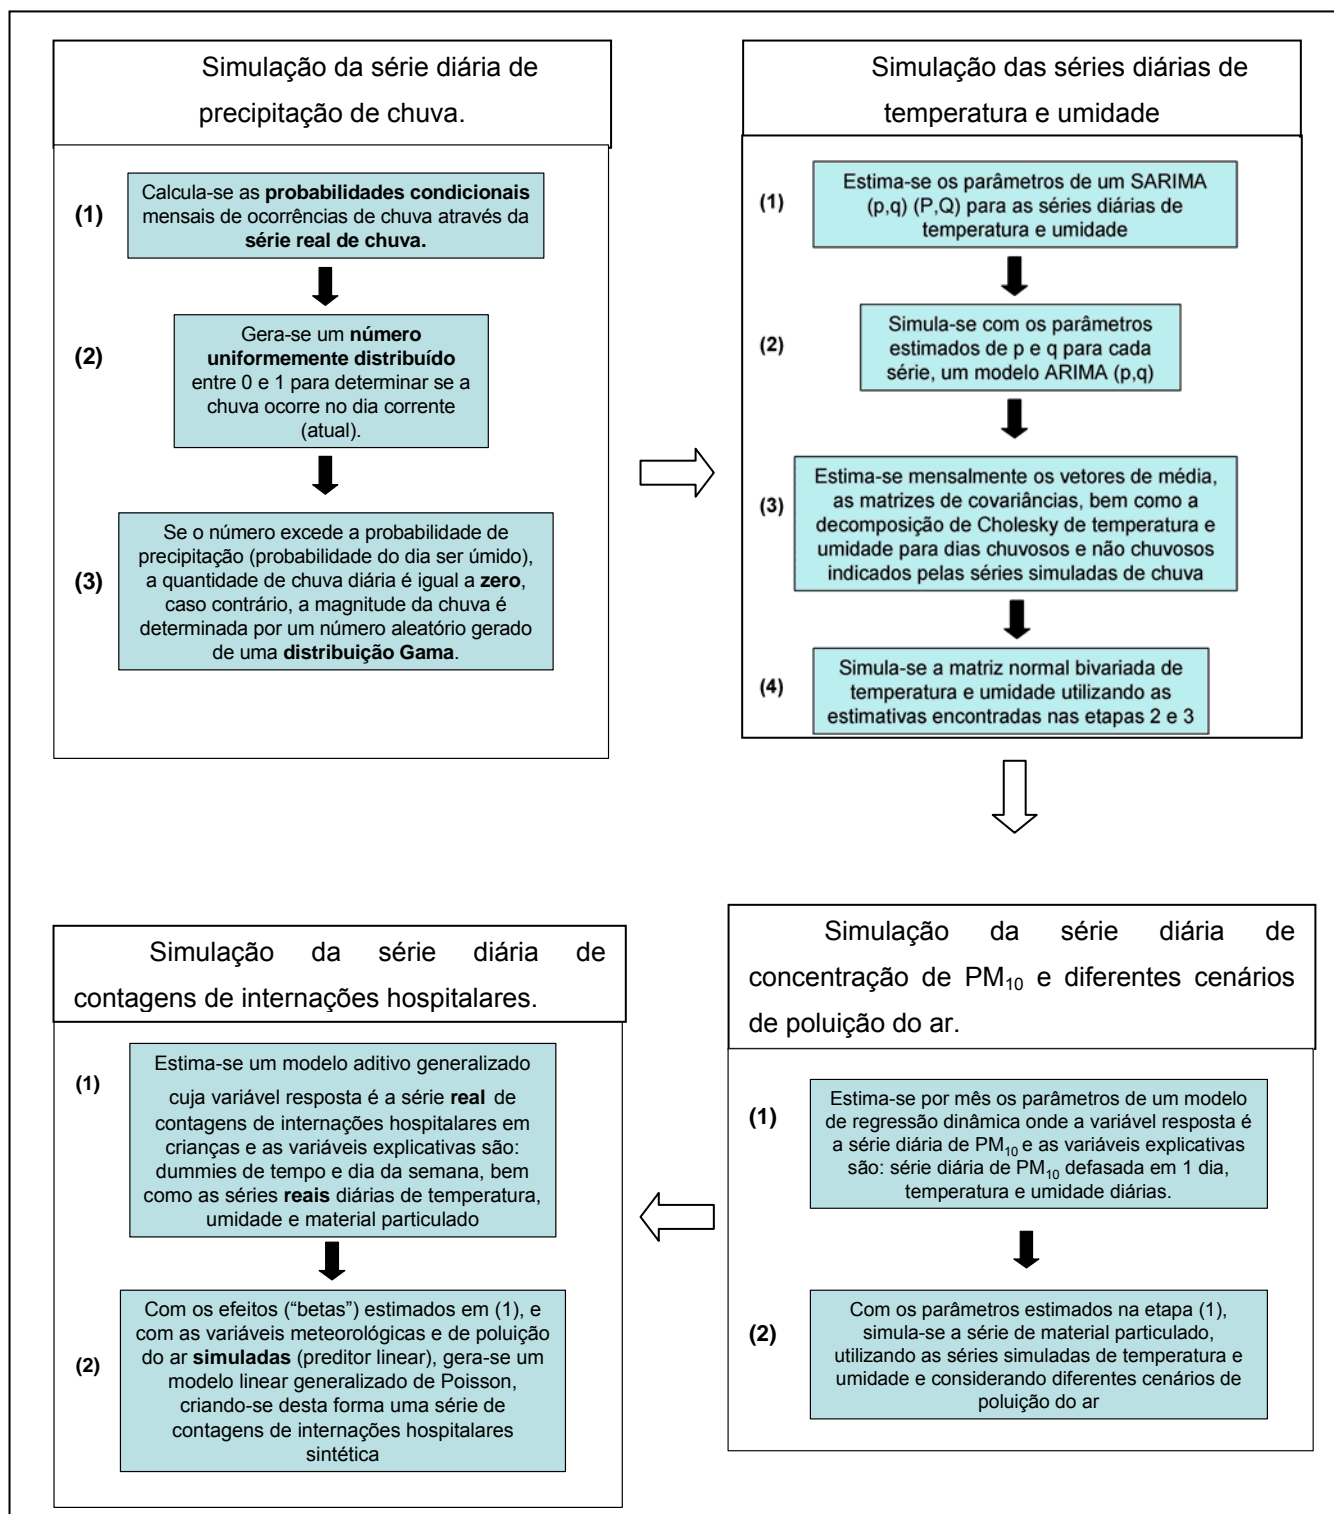 Simulação da série diária de
precipitação de chuva.
(1)
Calcula-se as probabilidades condicionais
mensais de ocorrências de chuva através da
série real de chuva.
(2)
Gera-se um número
uniformemente distribuído
entre 0 e 1 para determinar se a
chuva ocorre no dia corrente
(atual).
(3)
Se o número excede a probabilidade de
precipitação (probabilidade do dia ser úmido),
a quantidade de chuva diária é igual a zero,
caso contrário, a magnitude da chuva é
determinada por um número aleatório gerado
de uma distribuição Gama.
Simulação das séries diárias de
temperatura e umidade
(1)
Estima-se os parâmetros de um SARIMA
(p,q) (P,Q) para as séries diárias de
temperatura e umidade
(2)
Simula-se com os parâmetros
estimados de p e q para cada
série, um modelo ARIMA (p,q)
(3)
Estima-se mensalmente os vetores de média,
as matrizes de covariâncias, bem como a
decomposição de Cholesky de temperatura e
umidade para dias chuvosos e não chuvosos
indicados pelas séries simuladas de chuva
(4)
Simula-se a matriz normal bivariada de
temperatura e umidade utilizando as
estimativas encontradas nas etapas 2 e 3
Simulação da série diária de
concentração de PM₁₀ e diferentes cenários
de poluição do ar.
(1)
Estima-se por mês os parâmetros de um modelo
de regressão dinâmica onde a variável resposta é
a série diária de PM₁₀ e as variáveis explicativas
são: série diária de PM₁₀ defasada em 1 dia,
temperatura e umidade diárias.
(2)
Com os parâmetros estimados na etapa (1),
simula-se a série de material particulado,
utilizando as séries simuladas de temperatura e
umidade e considerando diferentes cenários de
poluição do ar
Simulação da série diária de
contagens de internações hospitalares.
(1)
Estima-se um modelo aditivo generalizado
cuja variável resposta é a série real de
contagens de internações hospitalares em
crianças e as variáveis explicativas são:
dummies de tempo e dia da semana, bem
como as séries reais diárias de temperatura,
umidade e material particulado
(2)
Com os efeitos (“betas”) estimados em (1), e
com as variáveis meteorológicas e de poluição
do ar simuladas (preditor linear), gera-se um
modelo linear generalizado de Poisson,
criando-se desta forma uma série de
contagens de internações hospitalares
sintética